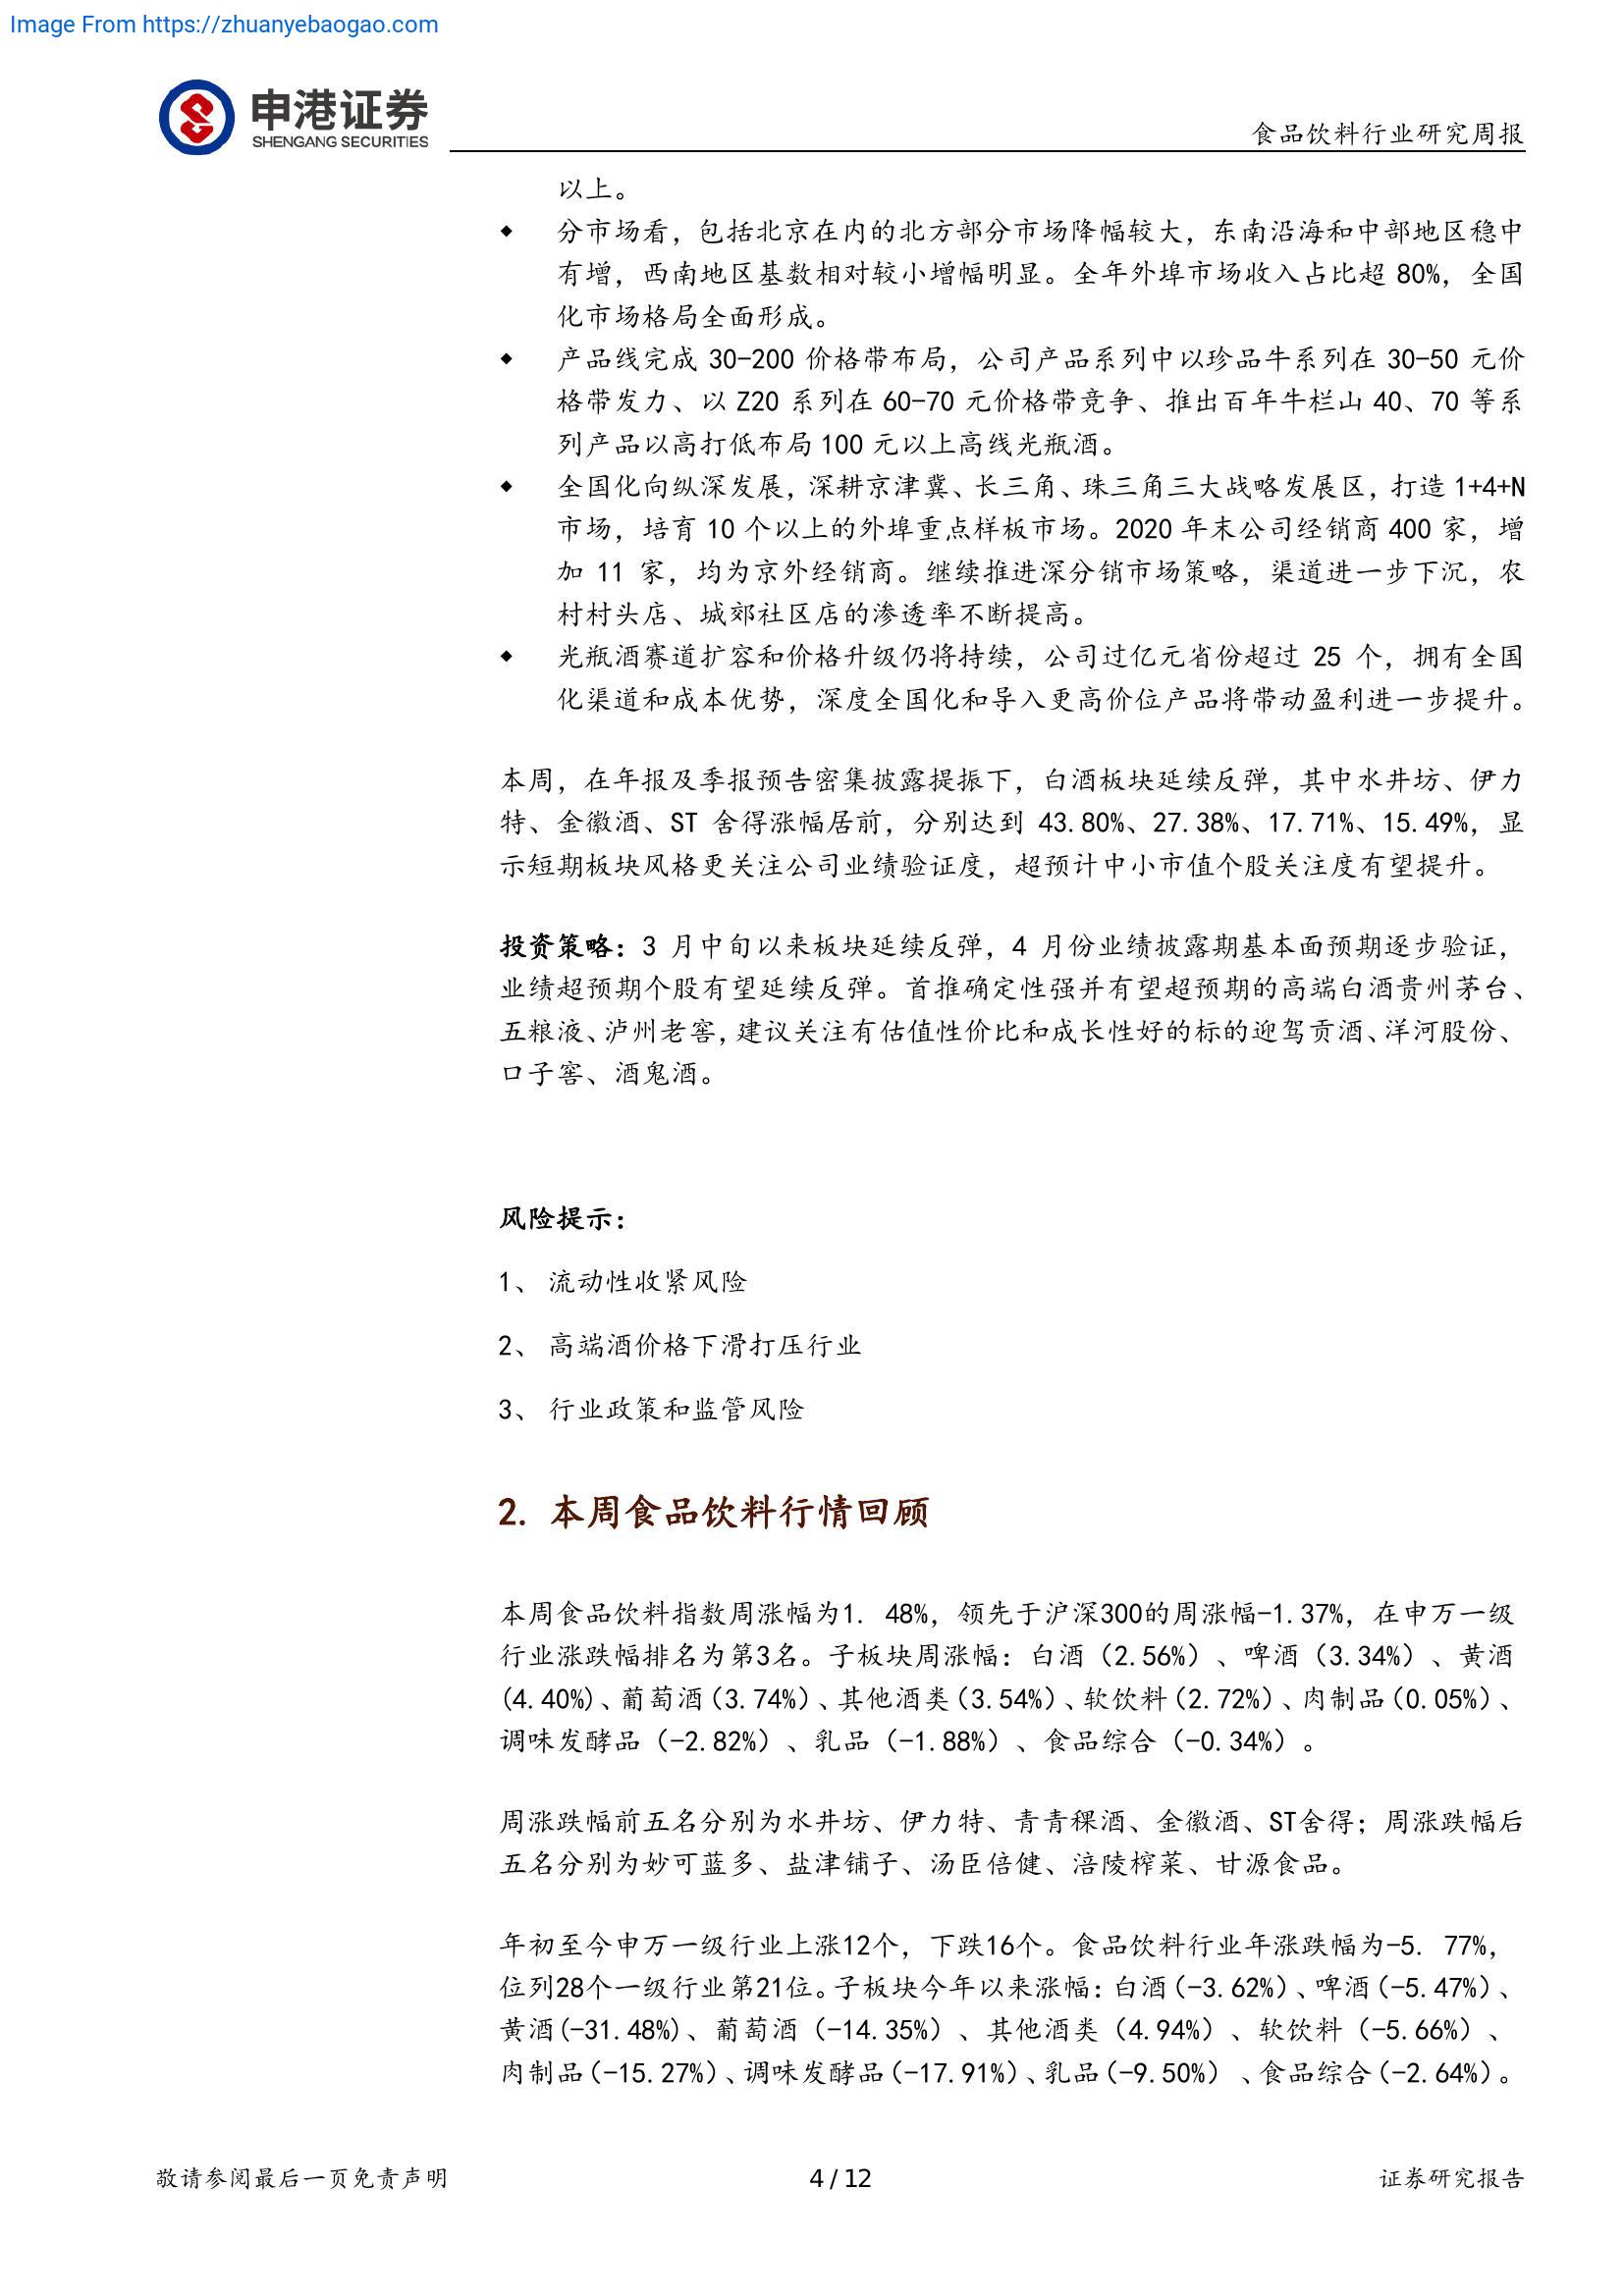 Image From https://zhuanyebaogao.com
申港证券
SHENGANG SECURITIES
食品饮料行业研究周报
以上。
◆ 分市场看，包括北京在内的北方部分市场降幅较大，东南沿海和中部地区稳中
有增，西南地区基数相对较小增幅明显。全年外埠市场收入占比超 80%，全国
化市场格局全面形成。
◆ 产品线完成 30-200 价格带布局，公司产品系列中以珍品牛系列在 30-50 元价
格带发力、以 Z20 系列在 60-70 元价格带竞争、推出百年牛栏山 40、70 等系
列产品以高打低布局 100 元以上高线光瓶酒。
◆ 全国化向纵深发展，深耕京津冀、长三角、珠三角三大战略发展区，打造 1+4+N
市场，培育 10 个以上的外埠重点样板市场。2020 年末公司经销商 400 家，增
加 11 家，均为京外经销商。继续推进深分销市场策略，渠道进一步下沉，农
村村头店、城郊社区店的渗透率不断提高。
◆ 光瓶酒赛道扩容和价格升级仍将持续，公司过亿元省份超过 25 个，拥有全国
化渠道和成本优势，深度全国化和导入更高价位产品将带动盈利进一步提升。
本周，在年报及季报预告密集披露提振下，白酒板块延续反弹，其中水井坊、伊力
特、金徽酒、ST 舍得涨幅居前，分别达到 43.80%、27.38%、17.71%、15.49%，显
示短期板块风格更关注公司业绩验证度，超预计中小市值个股关注度有望提升。
投资策略：3 月中旬以来板块延续反弹，4 月份业绩披露期基本面预期逐步验证，
业绩超预期个股有望延续反弹。首推确定性强并有望超预期的高端白酒贵州茅台、
五粮液、泸州老窖，建议关注有估值性价比和成长性好的标的迎驾贡酒、洋河股份、
口子窖、酒鬼酒。
风险提示：
1、 流动性收紧风险
2、 高端酒价格下滑打压行业
3、 行业政策和监管风险
2. 本周食品饮料行情回顾
本周食品饮料指数周涨幅为1. 48%，领先于沪深300的周涨幅-1.37%，在申万一级
行业涨跌幅排名为第3名。子板块周涨幅：白酒（2.56%）、啤酒（3.34%）、黄酒
(4.40%)、葡萄酒（3.74%）、其他酒类（3.54%）、软饮料（2.72%）、肉制品（0.05%）、
调味发酵品（-2.82%）、乳品（-1.88%）、食品综合（-0.34%）。
周涨跌幅前五名分别为水井坊、伊力特、青青稞酒、金徽酒、ST舍得；周涨跌幅后
五名分别为妙可蓝多、盐津铺子、汤臣倍健、涪陵榨菜、甘源食品。
年初至今申万一级行业上涨12个，下跌16个。食品饮料行业年涨跌幅为-5. 77%，
位列28个一级行业第21位。子板块今年以来涨幅：白酒（-3.62%）、啤酒（-5.47%）、
黄酒(-31.48%)、葡萄酒（-14.35%）、其他酒类（4.94%）、软饮料（-5.66%）、
肉制品（-15.27%）、调味发酵品（-17.91%）、乳品（-9.50%）、食品综合（-2.64%）。
敬请参阅最后一页免责声明
4 / 12
证券研究报告